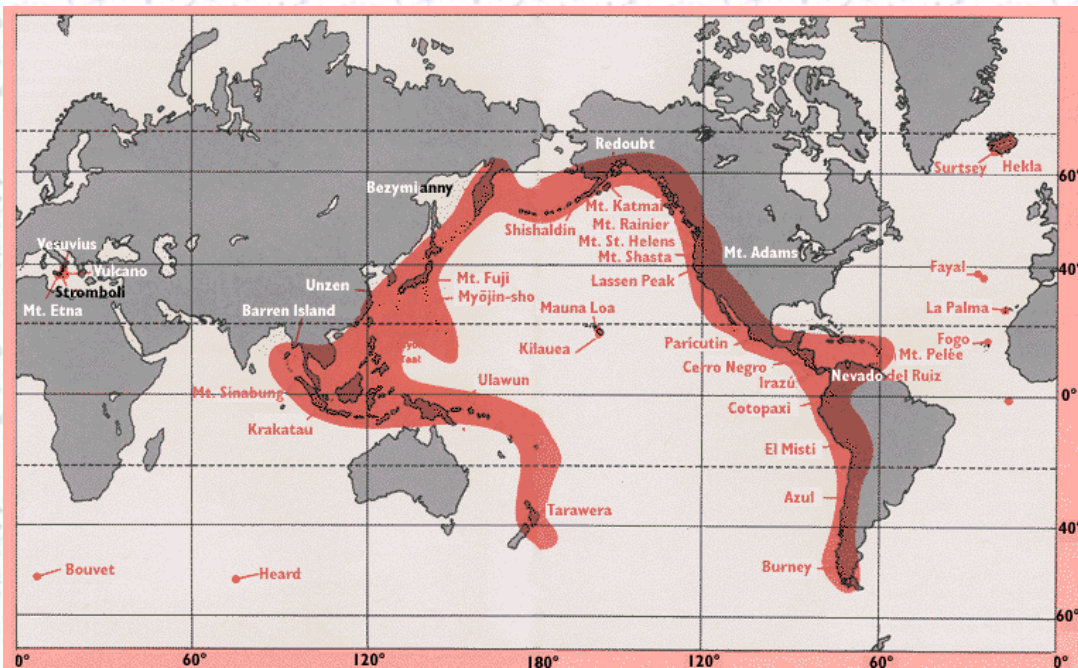 Redoubt
Surtsey
Hekla
60°
Bezymianny
Mt. Katmai
Shishaldin
Mt. Rainier
Mt. St. Helens
Mt. Shasta
Mt. Adams
Vesuvius
Vulcano
Stromboli
Mt. Etna
Unzen
Mt. Fuji
Myōjin-sho
Lassen Peak
Fayal
40°
Barren Island
Mauna Loa
La Palma
Kilauea
Paricutin
Fogo
20°
Mt. Pelée
Cerro Negro
Mt. Sinabung
Ulawun
Irazú
Nevado del Ruiz
0°
Krakatau
Cotopaxi
El Misti
20°
Azul
Tarawera
40°
Bouvet
Heard
Burney
60°
0°
60°
120°
180°
120°
60°
0°